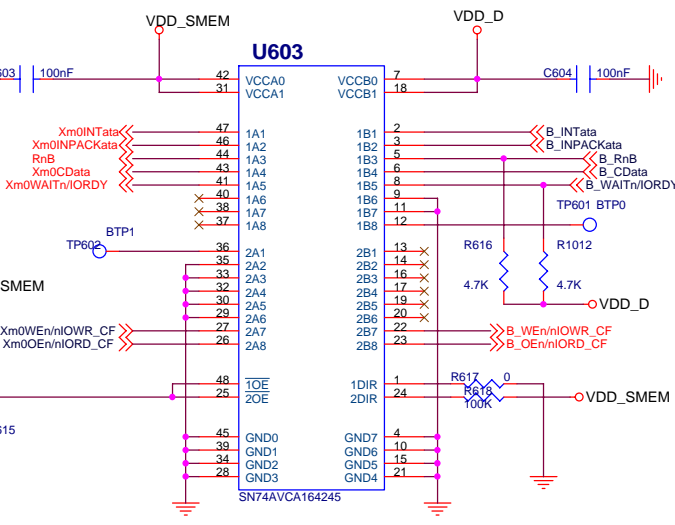 VDD_SMEM
VDD_D
U603
603
100nF
42
VCCA0
VCCB0
7
C604
100nF
31
VCCA1
VCCB1
18
Xm0INTata
47
1A1
1B1
2
B_INTata
Xm0INPACKata
46
1A2
1B2
3
B_INPACKata
RnB
44
1A3
1B3
5
B_RnB
Xm0CData
43
1A4
1B4
6
B_CData
Xm0WAITn/IORDY
41
1A5
1B5
8
B_WAITn/IORDY
40
1A6
1B6
9
38
1A7
1B7
11
TP601 BTP0
37
1A8
1B8
12
BTP1
TP602
36
2A1
2B1
13
R616
R1012
35
2A2
2B2
14
33
2A3
2B3
16
SMEM
32
2A4
2B4
17
4.7K
4.7K
30
2A5
2B5
19
VDD_D
29
2A6
2B6
20
Xm0WEn/nIOWR_CF
27
2A7
2B7
22
B_WEn/nIOWR_CF
Xm0OEn/nIORD_CF
26
2A8
2B8
23
B_OEn/nIORD_CF
48
1OE
1DIR
1
R617
0
25
2OE
2DIR
24
R618
100K
VDD_SMEM
615
45
GND0
GND7
4
39
GND1
GND6
10
34
GND2
GND5
15
28
GND3
GND4
21
SN74AVCA164245